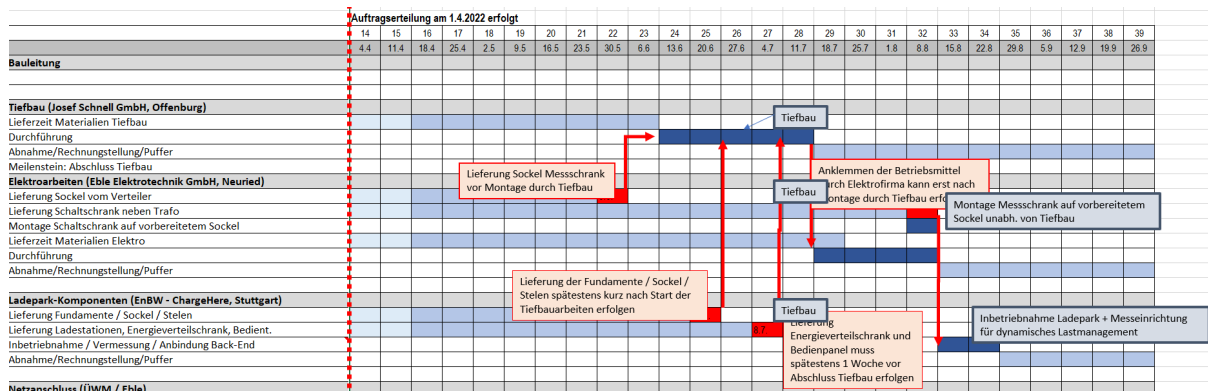 Auftragserteilung am 1.4.2022 erfolgt
14 15 16 17 18 19 20 21 22 23 24 25 26 27 28 29 30 31 32 33 34 35 36 37 38 39
4.4 11.4 18.4 25.4 2.5 9.5 16.5 23.5 30.5 6.6 13.6 20.6 27.6 4.7 11.7 18.7 25.7 1.8 8.8 15.8 22.8 29.8 5.9 12.9 19.9 26.9
Bauleitung
Tiefbau (Josef Schnell GmbH, Offenburg)
Lieferzeit Materialien Tiefbau
Tiefbau
Durchführung
Abnahme/Rechnungstellung/Puffer
Meilenstein: Abschluss Tiefbau
Lieferung Sockel Messschrank
vor Montage durch Tiefbau
Anklemmen der Betriebsmittel
durch Elektrofirma kann erst nach
Montage durch Tiefbau
Tiefbau
Elektroarbeiten (Eble Elektrotechnik GmbH, Neuried)
Lieferung Sockel vom Verteiler
Lieferung Schaltschrank neben Trafo
Montage Schaltschrank auf vorbereitetem Sockel
Montage Messschrank auf vorbereitetem
Sockel unabh. von Tiefbau
Lieferzeit Materialien Elektro
Durchführung
Abnahme/Rechnungstellung/Puffer
Lieferung der Fundamente / Sockel /
Stelen spätestens kurz nach Start der
Tiefbauarbeiten erfolgen
Ladepark-Komponenten (EnBW - ChargeHere, Stuttgart)
Lieferung Fundamente / Sockel / Stelen
Tiefbau
Lieferung Ladestationen, Energieverteilschrank, Bedient.
Inbetriebnahme / Vermessung / Anbindung Back-End
Abnahme/Rechnungstellung/Puffer
Lieferung
Energieverteilschrank und
Bedienpanel muss
spätestens 1 Woche vor
Abschluss Tiefbau erfolgen
Inbetriebnahme Ladepark + Messeinrichtung
für dynamisches Lastmanagement
Netzanschluss (ÜWM / Eble)